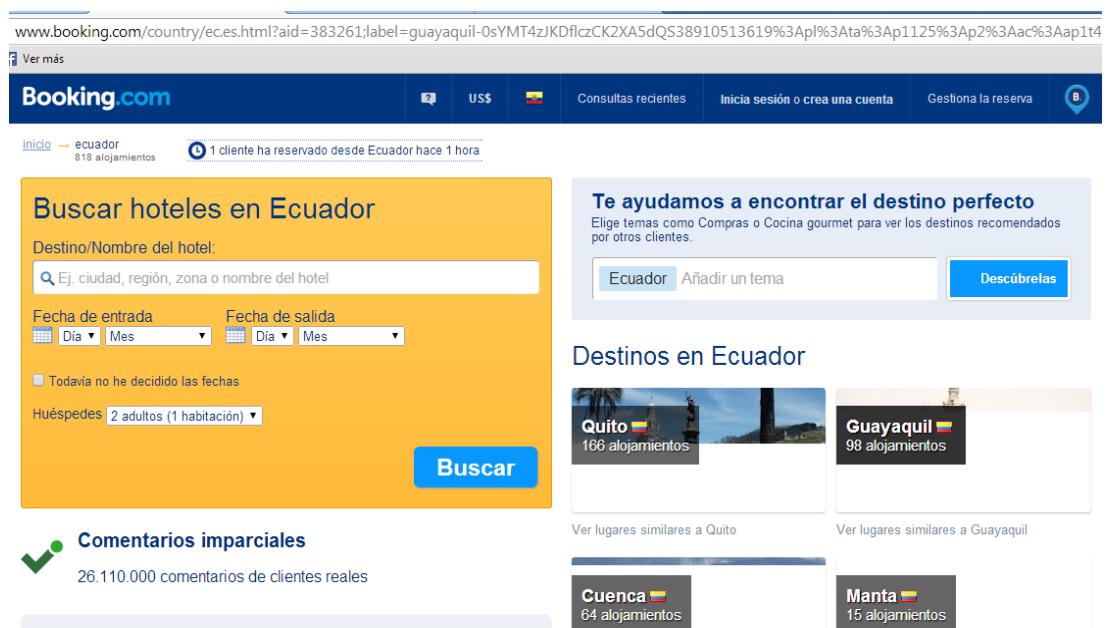 www.booking.com/country/ec.es.html?aid=383261;label=guayaquil-0sYMT4zJKDflczCK2XA5dQS38910513619%3Apl%3Ata%3Ap1125%3Ap2%3Aac%3Aap1t4
Ver más
Booking.com
US$
Consultas recientes
Inicia sesión o crea una cuenta
Gestiona la reserva
B.
inicio → ecuador
818 alojamientos
1 cliente ha reservado desde Ecuador hace 1 hora
Buscar hoteles en Ecuador
Destino/Nombre del hotel:
Ej. ciudad, región, zona o nombre del hotel
Fecha de entrada
Fecha de salida
Día ▼ Mes ▼
Día ▼ Mes ▼
Todavía no he decidido las fechas
Huéspedes 2 adultos (1 habitación) ▼
Buscar
Comentarios imparciales
26.110.000 comentarios de clientes reales
Te ayudamos a encontrar el destino perfecto
Elige temas como Compras o Cocina gourmet para ver los destinos recomendados
por otros clientes.
Ecuador Añadir un tema
Descúbrelas
Destinos en Ecuador
Quito
166 alojamientos
Guayaquil
98 alojamientos
Ver lugares similares a Quito
Ver lugares similares a Guayaquil
Cuenca
64 alojamientos
Manta
15 alojamientos